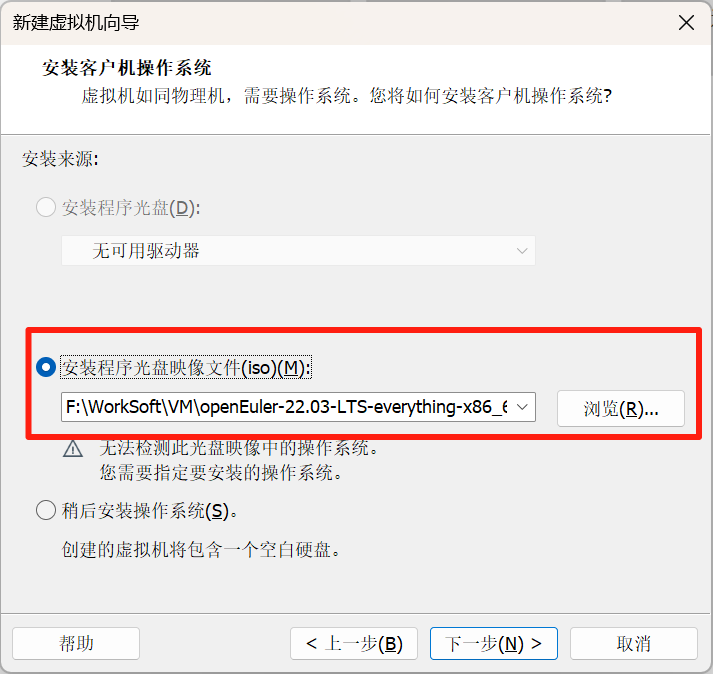 新建虚拟机向导
安装客户机操作系统
虚拟机如同物理机，需要操作系统。您将如何安装客户机操作系统?
安装来源:
安装程序光盘(D):
无可用驱动器
安装程序光盘映像文件(iso)(M):
F:\WorkSoft\VM\openEuler-22.03-LTS-everything-x86_6
浏览(R)...
无法检测此光盘映像中的操作系统。
您需要指定要安装的操作系统。
稍后安装操作系统(S)。
创建的虚拟机将包含一个空白硬盘。
帮助
< 上一步(B)
下一步(N) >
取消